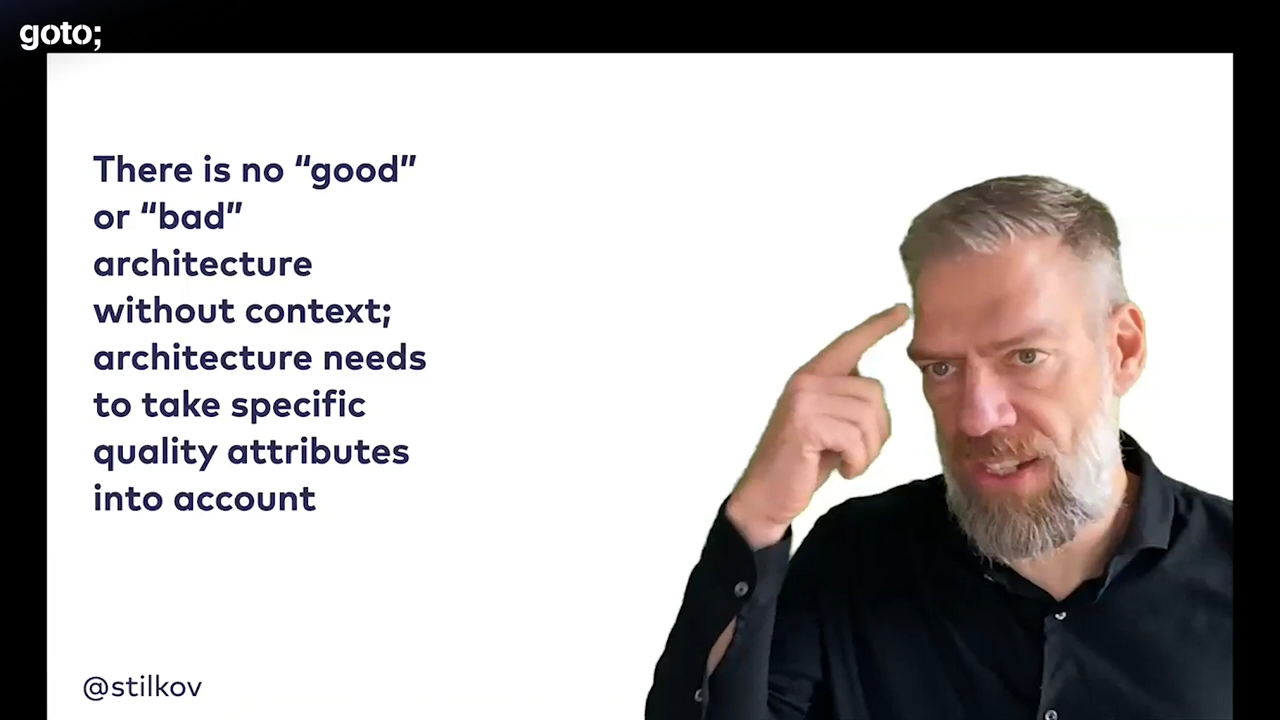 goto;
There is no “good”
or “bad”
architecture
without context;
architecture needs
to take specific
quality attributes
into account
@stilkov